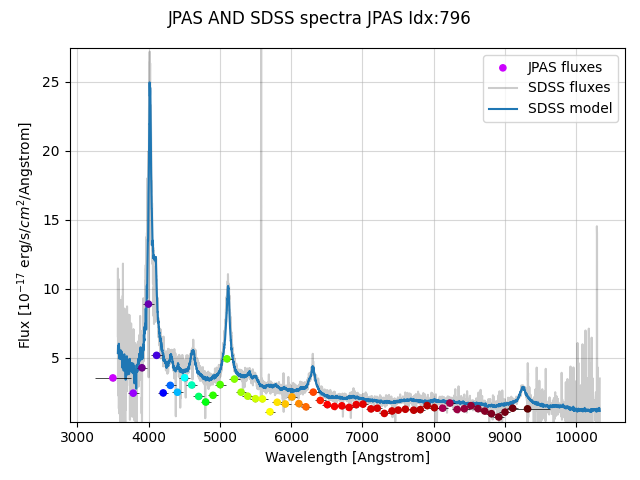 JPAS AND SDSS spectra JPAS Idx:796
JPAS fluxes
SDSS fluxes
SDSS model
25
20
15
10
5
Flux [10^{-17} erg/s/cm^2/Angstrom]
3000 4000 5000 6000 7000 8000 9000 10000
Wavelength [Angstrom]